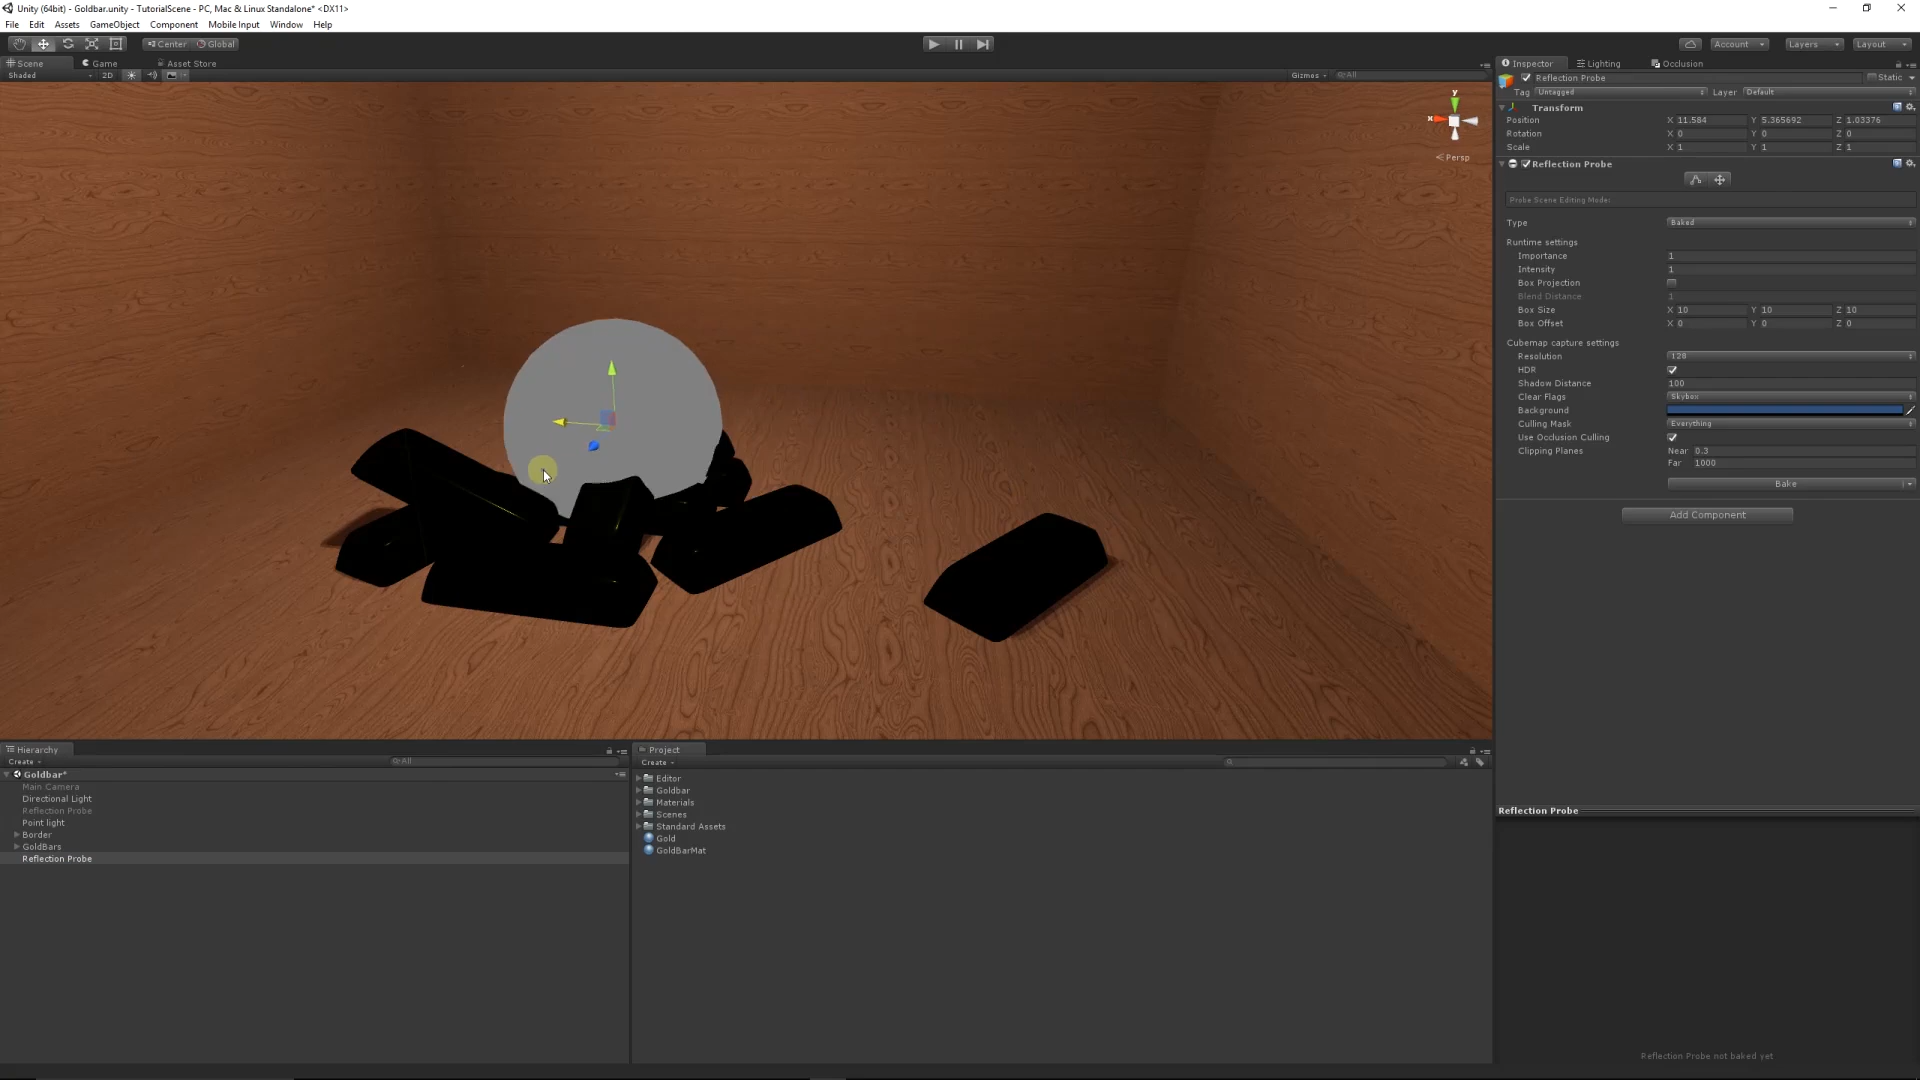 Unity (64bit) - Goldbar.unity - TutorialScene - PC, Mac & Linux Standalone* <DX11>
File Edit Assets GameObject Component Mobile Input Window Help
Center Global
Account Layers Layout
Scene Game Asset Store
Shaded 2D Gizmos All
y
x
Persp
Inspector Lighting Occlusion
Reflection Probe Static
Tag Untagged Layer Default
Transform
Position X 11.584 Y 5.365692 Z 1.03376
Rotation X 0 Y 0 Z 0
Scale X 1 Y 1 Z 1
Reflection Probe
Probe Scene Editing Mode:
Type Baked
Runtime settings
Importance 1
Intensity 1
Box Projection
Blend Distance 1
Box Size X 10 Y 10 Z 10
Box Offset X 0 Y 0 Z 0
Cubemap capture settings
Resolution 128
HDR
Shadow Distance 100
Clear Flags Skybox
Background
Culling Mask Everything
Use Occlusion Culling
Clipping Planes Near 0.3
Far 1000
Bake
Add Component
Hierarchy
Create All
Goldbar*
Main Camera
Directional Light
Reflection Probe
Point light
Border
GoldBars
Reflection Probe
Project
Create
Editor
Goldbar
Materials
Scenes
Standard Assets
Gold
GoldBarMat
Reflection Probe
Reflection Probe not baked yet